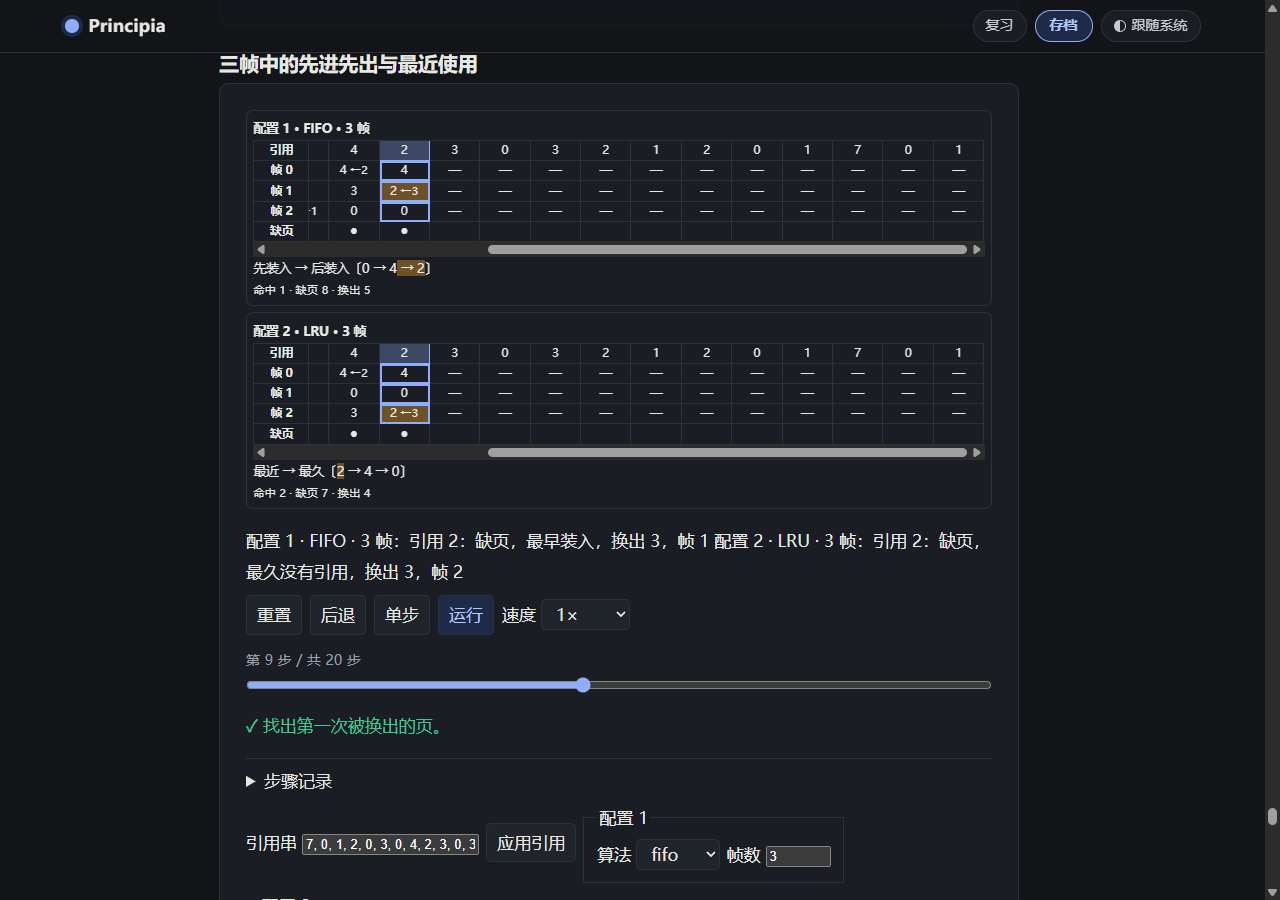 Principia
复习
存档
跟随系统
三帧中的先进先出与最近使用
配置 1 • FIFO • 3 帧
引用 4 2 3 0 3 2 1 2 0 1 7 0 1
帧 0 4←2 4 — — — — — — — — — — —
帧 1 3 2←3 — — — — — — — — — — —
帧 2 0 0 — — — — — — — — — — —
缺页 ● ●
先装入 → 后装入〔0 → 4 → 2〕
命中 1 · 缺页 8 · 换出 5
配置 2 • LRU • 3 帧
引用 4 2 3 0 3 2 1 2 0 1 7 0 1
帧 0 4←2 4 — — — — — — — — — — —
帧 1 0 0 — — — — — — — — — — —
帧 2 3 2←3 — — — — — — — — — — —
缺页 ● ●
最近 → 最久〔2 → 4 → 0〕
命中 2 · 缺页 7 · 换出 4
配置 1 · FIFO · 3 帧：引用 2：缺页，最早装入，换出 3，帧 1 配置 2 · LRU · 3 帧：引用 2：缺页，
最久没有引用，换出 3，帧 2
重置 后退 单步 运行 速度 1×
第 9 步 / 共 20 步
✓ 找出第一次被换出的页。
▶ 步骤记录
配置 1
引用串 7, 0, 1, 2, 0, 3, 0, 4, 2, 3, 0, 3 应用引用 算法 fifo 帧数 3